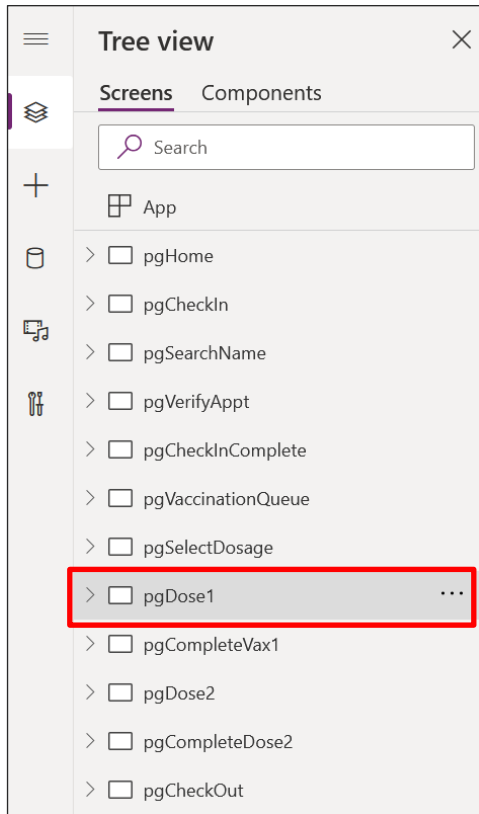 Tree view
Screens Components
Search
App
pgHome
pgCheckIn
pgSearchName
pgVerifyAppt
pgCheckInComplete
pgVaccinationQueue
pgSelectDosage
pgDose1 ...
pgCompleteVax1
pgDose2
pgCompleteDose2
pgCheckOut